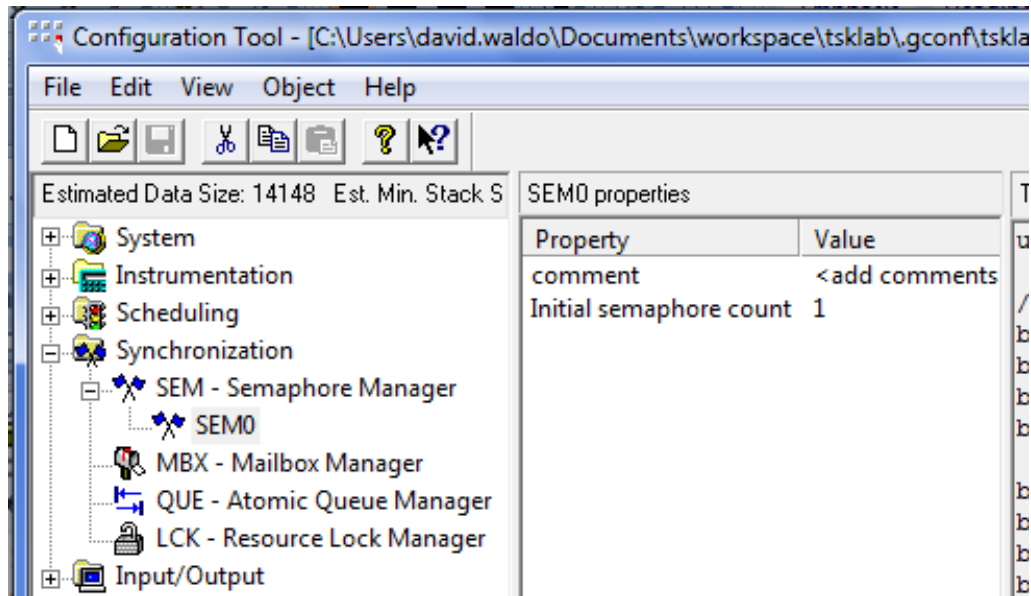 Configuration Tool - [C:\Users\david.waldo\Documents\workspace\tsklab\.gconf\tskla
File Edit View Object Help
Estimated Data Size: 14148 Est. Min. Stack S
SEM0 properties
Property Value
comment <add comments
Initial semaphore count 1
System
Instrumentation
Scheduling
Synchronization
SEM - Semaphore Manager
SEM0
MBX - Mailbox Manager
QUE - Atomic Queue Manager
LCK - Resource Lock Manager
Input/Output
T
u
/
b
b
b
b
b
b
b
b